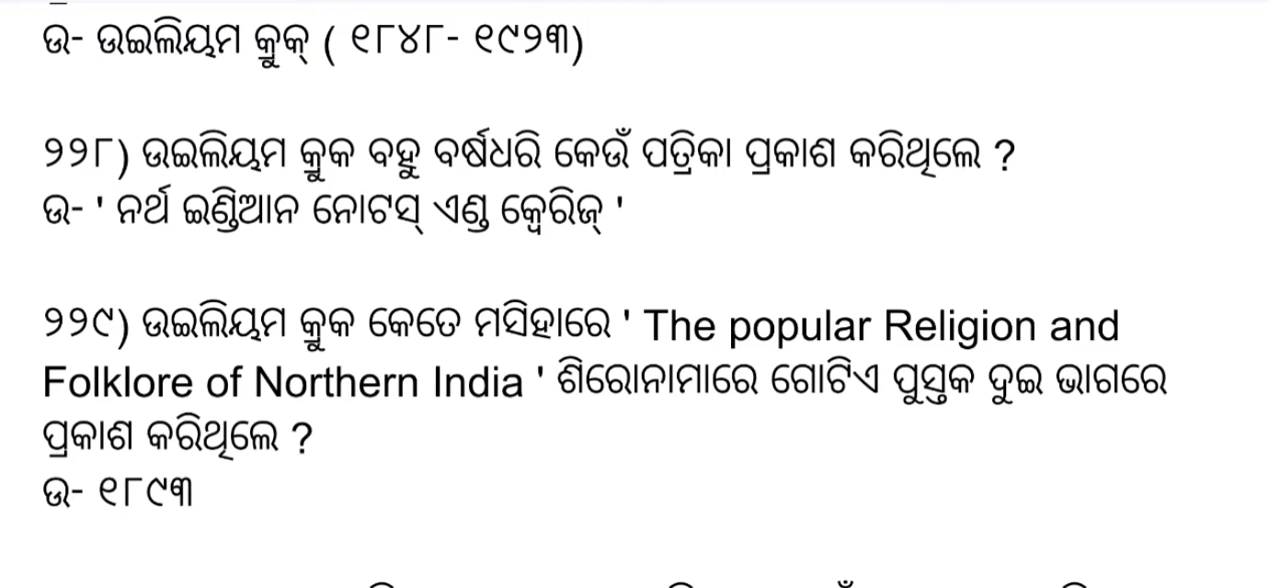 ଉ- ଉଇଲିୟମ କ୍ରୁକ୍ ( ୧୮୪୮- ୧୯୨୩)
୨୨୮) ଉଇଲିୟମ କ୍ରୁକ ବହୁ ବର୍ଷଧରି କେଉଁ ପତ୍ରିକା ପ୍ରକାଶ କରିଥିଲେ ?
ଉ- ' ନର୍ଥ ଇଣ୍ଡିଆନ ନୋଟସ୍ ଏଣ୍ଡ କ୍ୱେରିଜ୍ '
୨୨୯) ଉଇଲିୟମ କ୍ରୁକ କେତେ ମସିହାରେ ' The popular Religion and
Folklore of Northern India ' ଶିରୋନାମାରେ ଗୋଟିଏ ପୁସ୍ତକ ଦୁଇ ଭାଗରେ
ପ୍ରକାଶ କରିଥିଲେ ?
ଉ- ୧୮୯୩